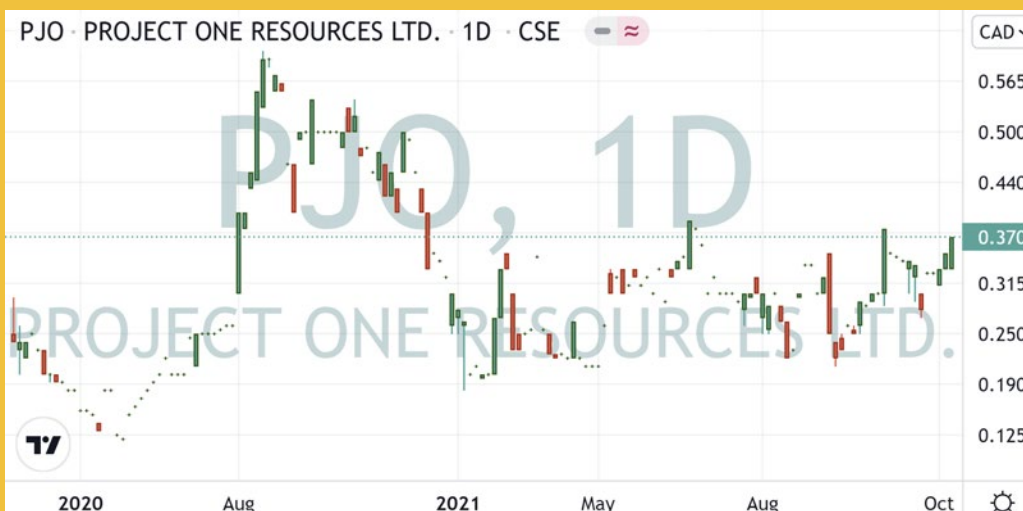 PJO · PROJECT ONE RESOURCES LTD. · 1D · CSE
CAD
0.565
0.500
0.440
0.370
0.315
0.250
0.190
0.125
PJO, 1D
PROJECT ONE RESOURCES LTD.
2020 Aug 2021 May Aug Oct